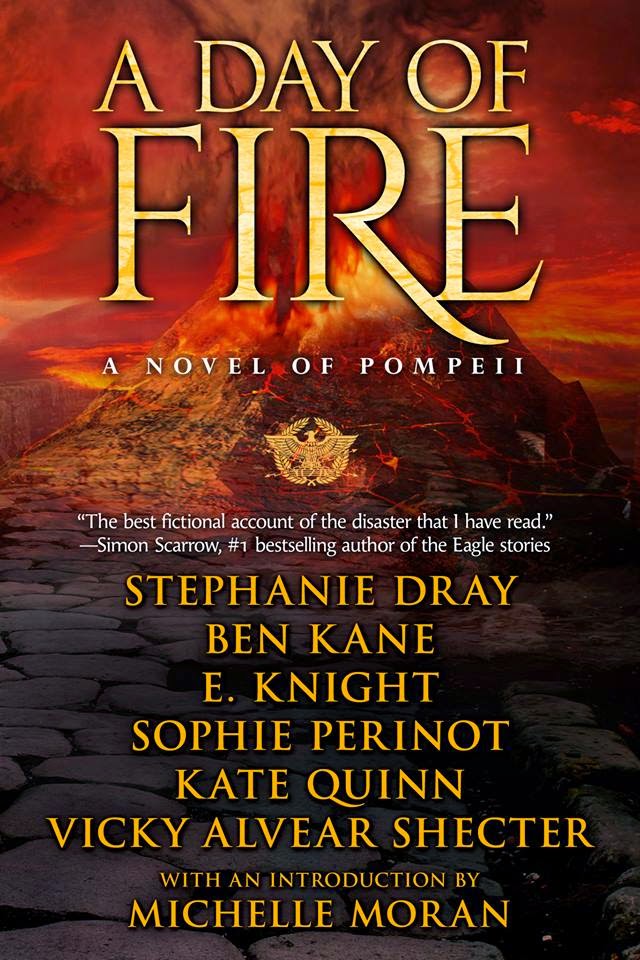 A DAY OF
FIRE
A NOVEL OF POMPEII
“The best fictional account of the disaster that I have read.”
—Simon Scarrow, #1 bestselling author of the Eagle stories
STEPHANIE DRAY
BEN KANE
E. KNIGHT
SOPHIE PERINOT
KATE QUINN
VICKY ALVEAR SHECTER
WITH AN INTRODUCTION BY
MICHELLE MORAN